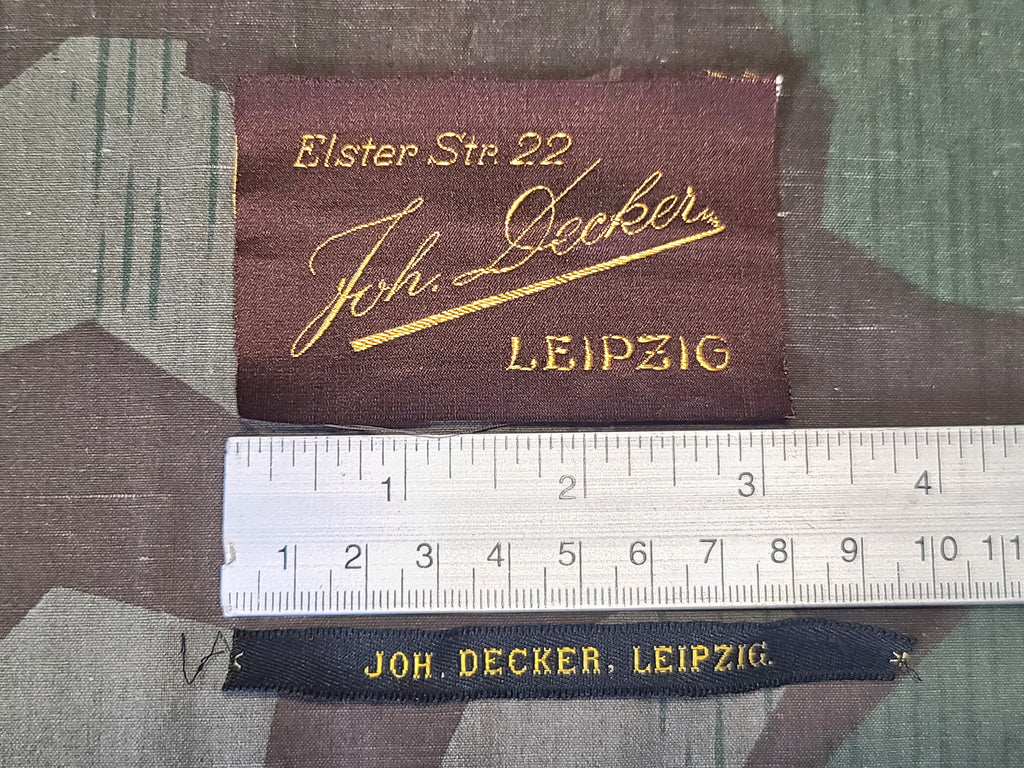 Elster Str. 22
Joh. Decker
LEIPZIG
1 2 3 4
1 2 3 4 5 6 7 8 9 10 11
JOH. DECKER, LEIPZIG.